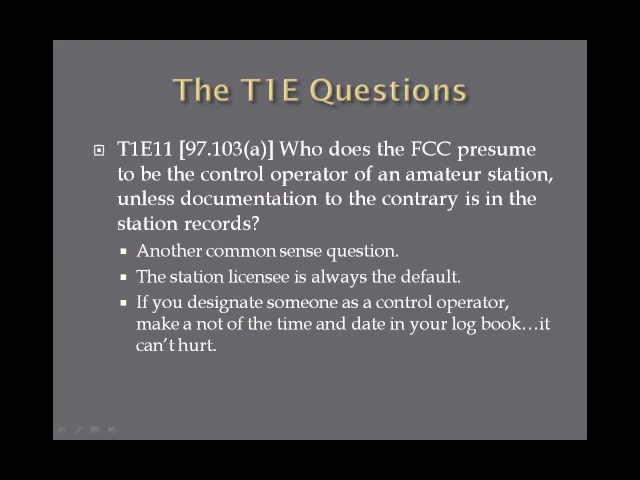 The T1E Questions
T1E11 [97.103(a)] Who does the FCC presume
to be the control operator of an amateur station,
unless documentation to the contrary is in the
station records?
Another common sense question.
The station licensee is always the default.
If you designate someone as a control operator,
make a not of the time and date in your log book…it
can't hurt.